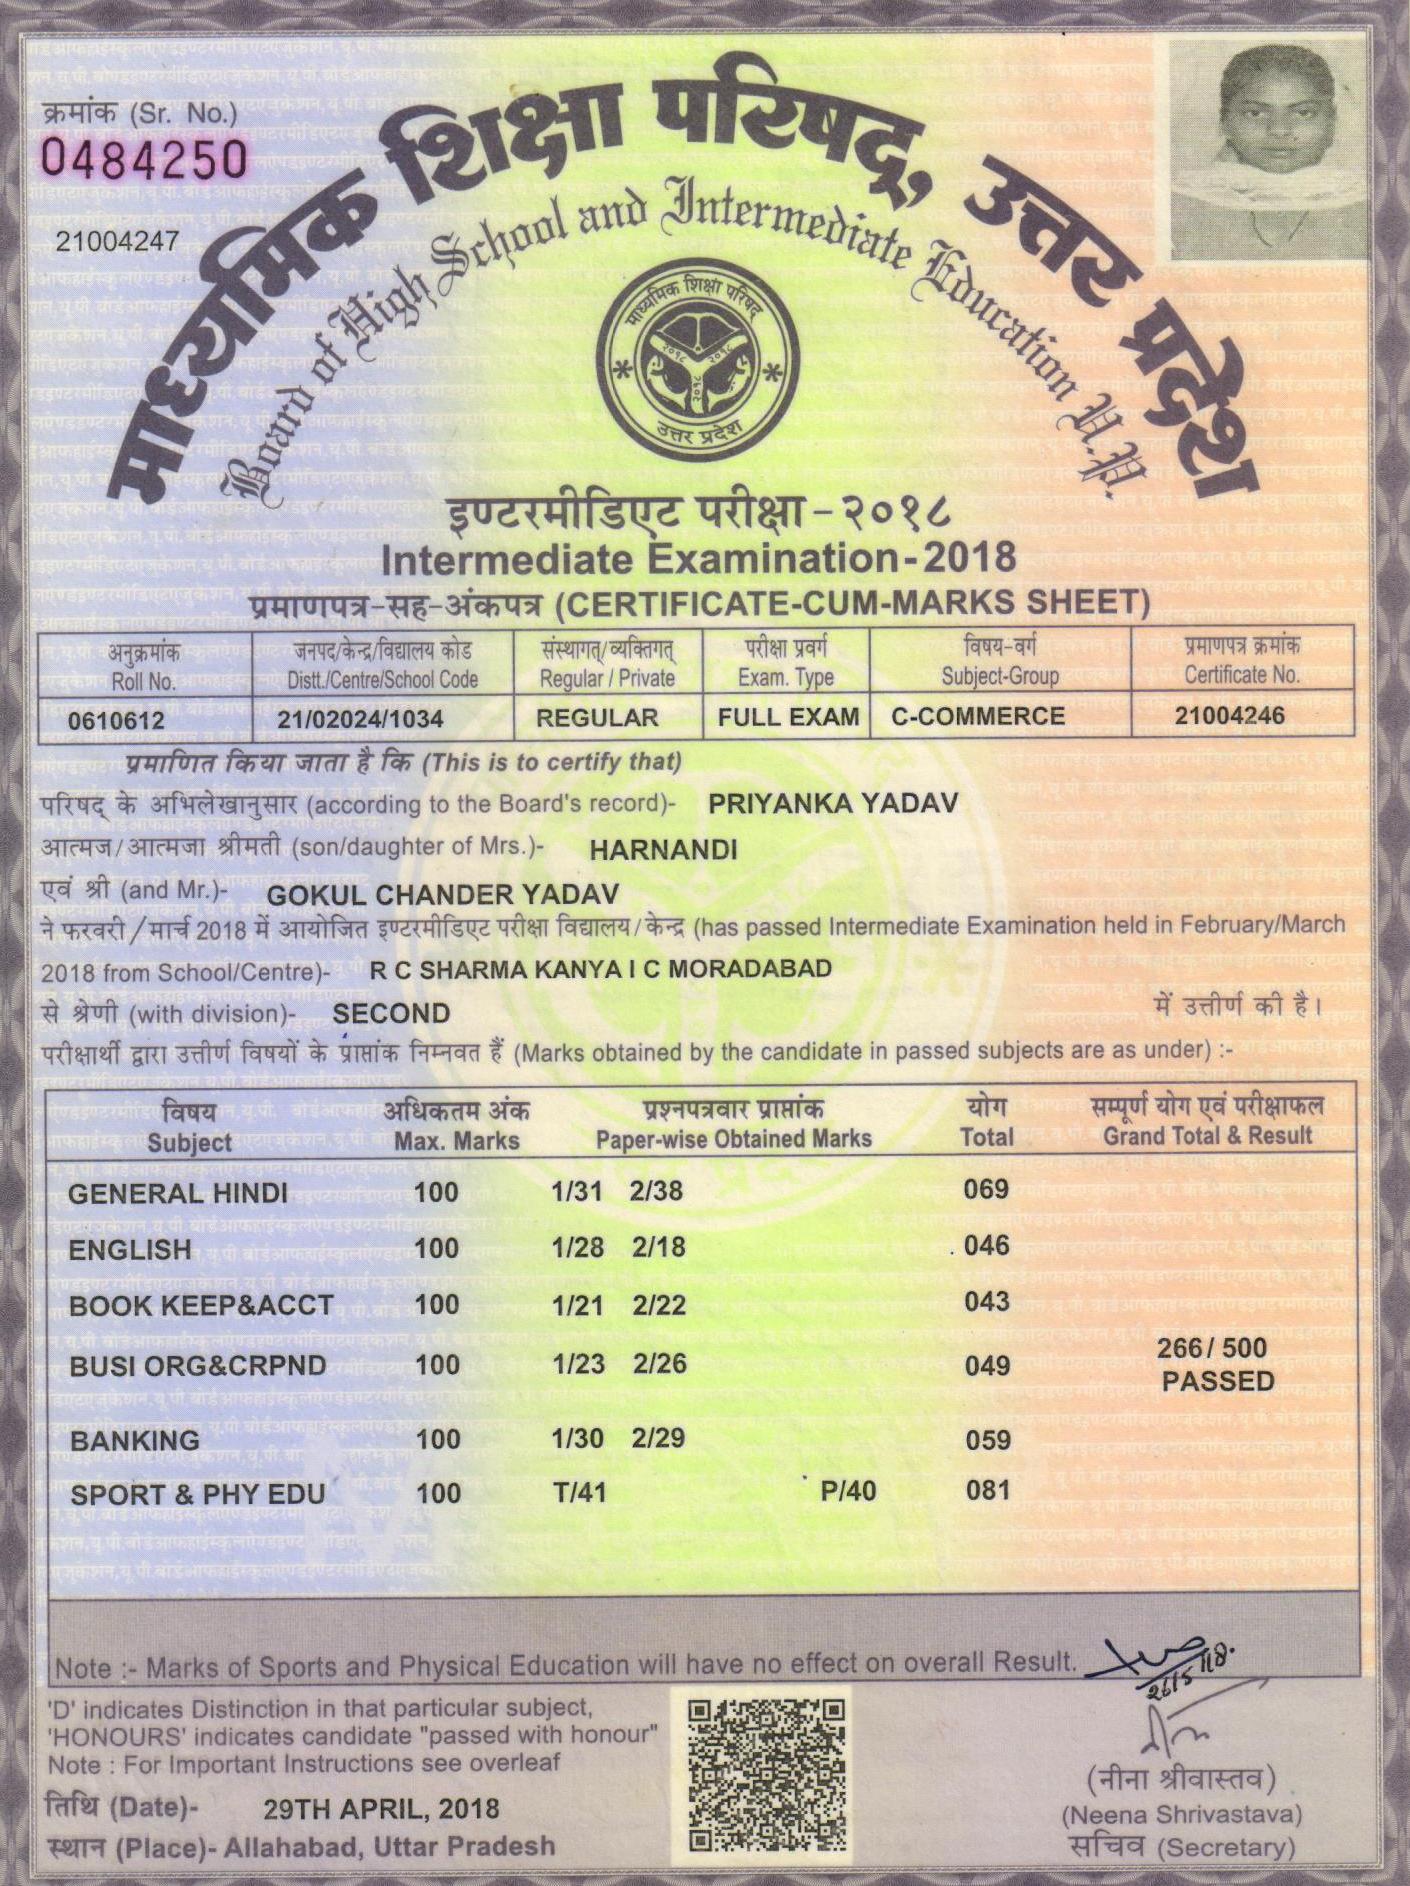 क्रमांक (Sr. No.)
0484250
21004247
माध्यमिक शिक्षा परिषद्, उत्तर प्रदेश
Board of High School and Intermediate Education U.P.
माध्यमिक शिक्षा परिषद्
२०१८ २०१८
२०१८
उत्तर प्रदेश
इण्टरमीडिएट परीक्षा - २०१८
Intermediate Examination - 2018
प्रमाणपत्र-सह-अंकपत्र (CERTIFICATE-CUM-MARKS SHEET)
अनुक्रमांक जनपद/केन्द्र/विद्यालय कोड संस्थागत्/व्यक्तिगत् परीक्षा प्रवर्ग विषय-वर्ग प्रमाणपत्र क्रमांक
Roll No. Distt./Centre/School Code Regular / Private Exam. Type Subject-Group Certificate No.
0610612 21/02024/1034 REGULAR FULL EXAM C-COMMERCE 21004246
प्रमाणित किया जाता है कि (This is to certify that)
परिषद् के अभिलेखानुसार (according to the Board's record)- PRIYANKA YADAV
आत्मज/आत्मजा श्रीमती (son/daughter of Mrs.)- HARNANDI
एवं श्री (and Mr.)- GOKUL CHANDER YADAV
ने फरवरी/मार्च 2018 में आयोजित इण्टरमीडिएट परीक्षा विद्यालय/केन्द्र (has passed Intermediate Examination held in February/March
2018 from School/Centre)- R C SHARMA KANYA I C MORADABAD
से श्रेणी (with division)- SECOND में उत्तीर्ण की है।
परीक्षार्थी द्वारा उत्तीर्ण विषयों के प्राप्तांक निम्नवत हैं (Marks obtained by the candidate in passed subjects are as under) :-
विषय अधिकतम अंक प्रश्नपत्रवार प्राप्तांक योग सम्पूर्ण योग एवं परीक्षाफल
Subject Max. Marks Paper-wise Obtained Marks Total Grand Total & Result
GENERAL HINDI 100 1/31 2/38 069
ENGLISH 100 1/28 2/18 046
BOOK KEEP&ACCT 100 1/21 2/22 043
266/ 500
BUSI ORG&CRPND 100 1/23 2/26 049
PASSED
BANKING 100 1/30 2/29 059
SPORT & PHY EDU 100 T/41 P/40 081
Note :- Marks of Sports and Physical Education will have no effect on overall Result.
26/5/18.
'D' indicates Distinction in that particular subject,
'HONOURS' indicates candidate "passed with honour"
Note : For Important Instructions see overleaf
तिथि (Date)- 29TH APRIL, 2018
स्थान (Place)- Allahabad, Uttar Pradesh
(नीना श्रीवास्तव)
(Neena Shrivastava)
सचिव (Secretary)